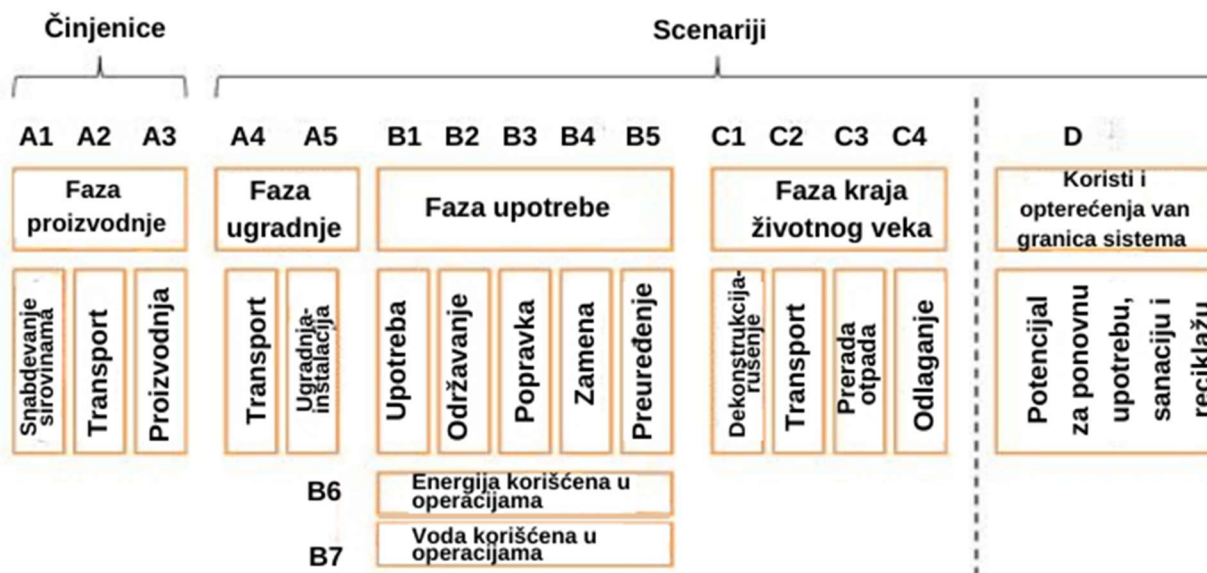 Činjenice
Scenariji
A1 A2 A3 A4 A5 B1 B2 B3 B4 B5 C1 C2 C3 C4 D
Faza
proizvodnje
Faza
ugradnje
Faza upotrebe
Faza kraja
životnog veka
Koristi i
opterećenja van
granica sistema
Snabdevanje
sirovinama
Transport
Proizvodnja
Transport
Ugradnja-
instalacija
Upotreba
Održavanje
Popravka
Zamena
Preuređenje
Dekonstrukcija-
rušenje
Transport
Prerada
otpada
Odlaganje
Potencijal
za ponovnu
upotrebu,
sanaciju i
reciklažu
B6
Energija korišćena u
operacijama
B7
Voda korišćena u
operacijama